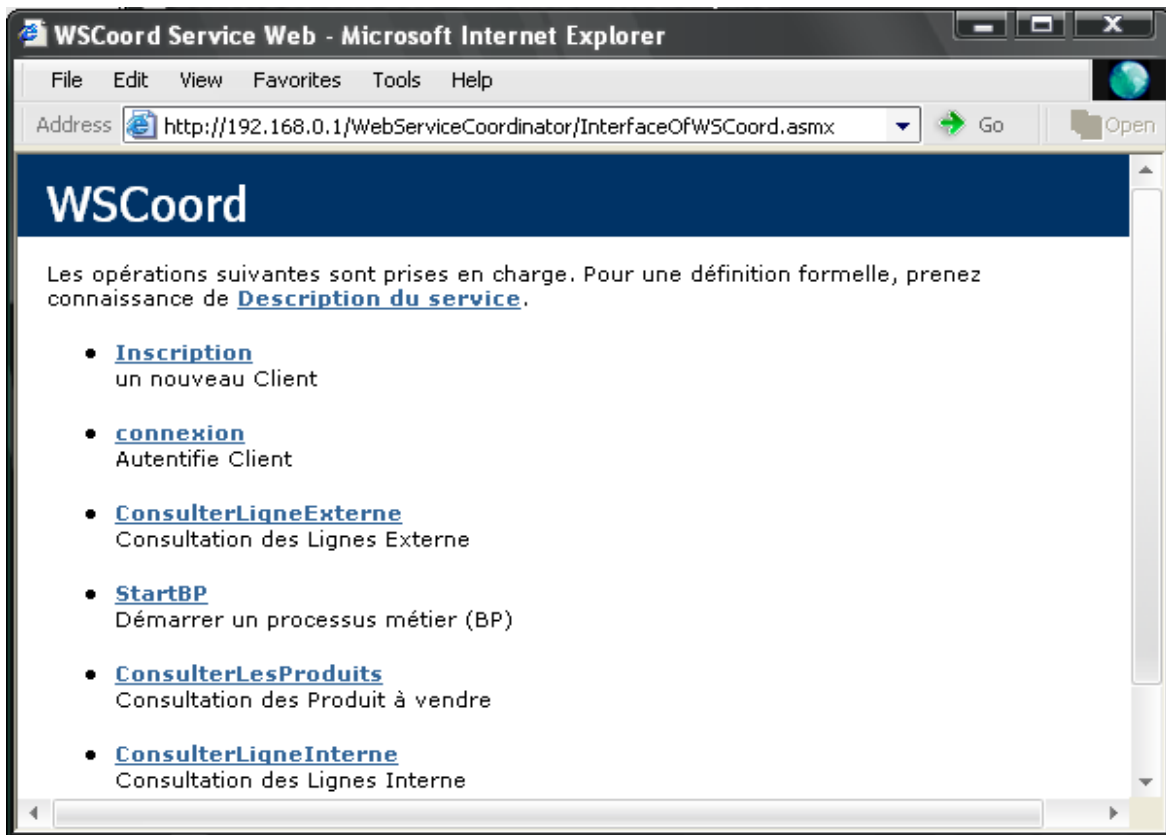 WSCoord Service Web - Microsoft Internet Explorer
File Edit View Favorites Tools Help
Address http://192.168.0.1/WebServiceCoordinator/InterfaceOfWSCoord.asmx Go Open
WSCoord
Les opérations suivantes sont prises en charge. Pour une définition formelle, prenez
connaissance de Description du service.
• Inscription
un nouveau Client
• connexion
Autentifie Client
• ConsulterLigneExterne
Consultation des Lignes Externe
• StartBP
Démarrer un processus métier (BP)
• ConsulterLesProduits
Consultation des Produit à vendre
• ConsulterLigneInterne
Consultation des Lignes Interne